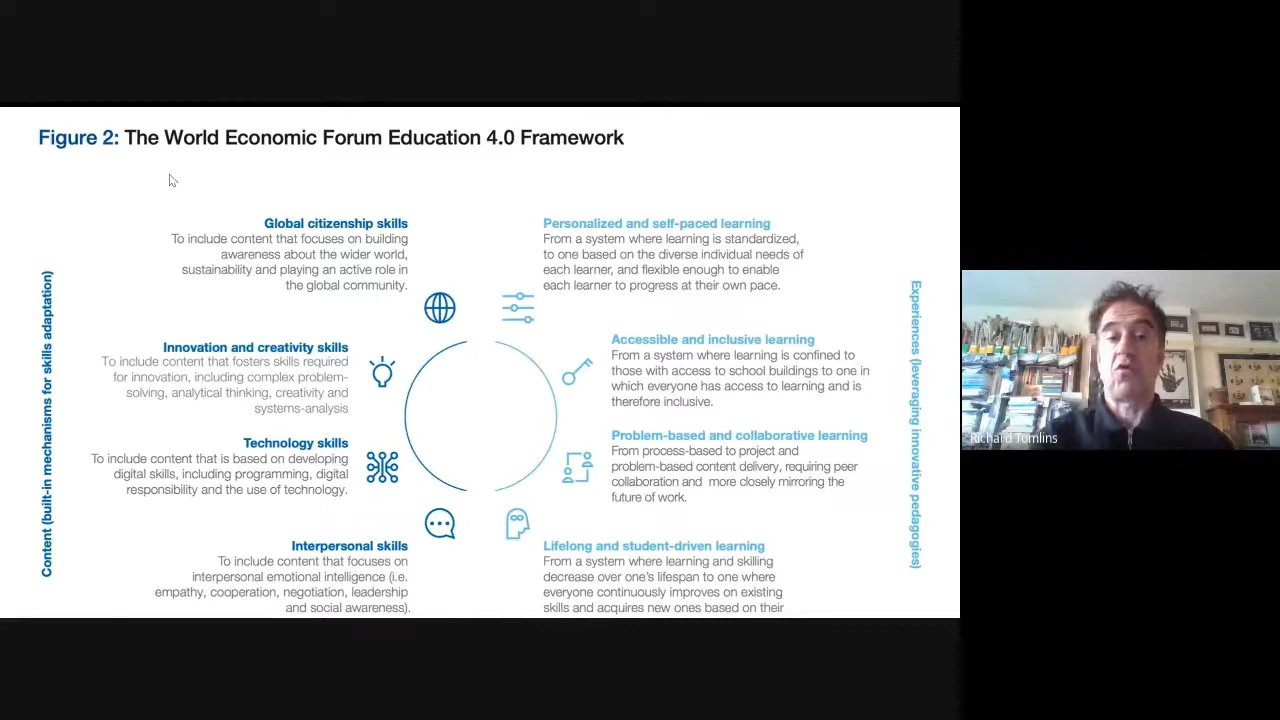 Figure 2: The World Economic Forum Education 4.0 Framework
Content (built-in mechanisms for skills adaptation)
Global citizenship skills
To include content that focuses on building
awareness about the wider world,
sustainability and playing an active role in
the global community.
Innovation and creativity skills
To include content that fosters skills required
for innovation, including complex problem-
solving, analytical thinking, creativity and
systems-analysis
Technology skills
To include content that is based on developing
digital skills, including programming, digital
responsibility and the use of technology.
Interpersonal skills
To include content that focuses on
interpersonal emotional intelligence (i.e.
empathy, cooperation, negotiation, leadership
and social awareness).
Personalized and self-paced learning
From a system where learning is standardized,
to one based on the diverse individual needs of
each learner, and flexible enough to enable
each learner to progress at their own pace.
Accessible and inclusive learning
From a system where learning is confined to
those with access to school buildings to one in
which everyone has access to learning and is
therefore inclusive.
Problem-based and collaborative learning
From process-based to project and
problem-based content delivery, requiring peer
collaboration and more closely mirroring the
future of work.
Lifelong and student-driven learning
From a system where learning and skilling
decrease over one's lifespan to one where
everyone continuously improves on existing
skills and acquires new ones based on their
Experiences (leveraging innovative pedagogies)
Richard Tomlins